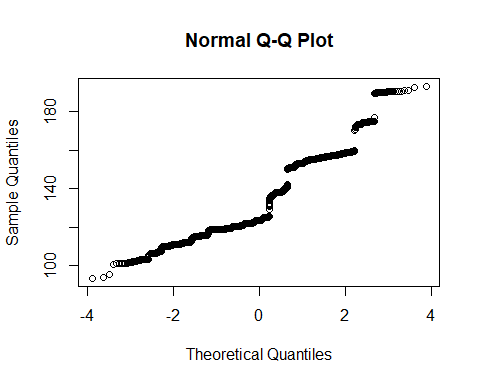 Normal Q-Q Plot
Sample Quantiles
180
140
100
-4 -2 0 2 4
Theoretical Quantiles